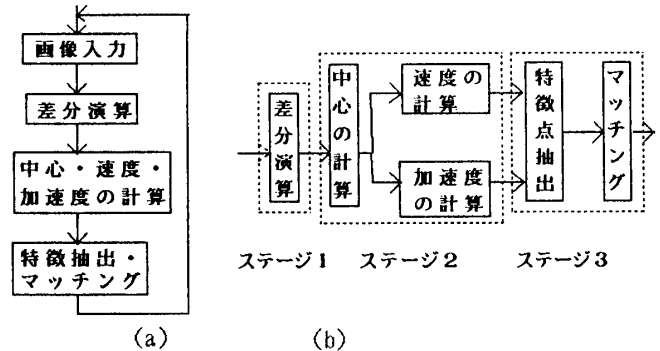 画像入力
差分演算
中心・速度・
加速度の計算
特徴抽出・
マッチング
(a)
差分演算
中心の計算
速度の
計算
加速度
の計算
特徴点抽出
マッチング
ステージ1
ステージ2
ステージ3
(b)